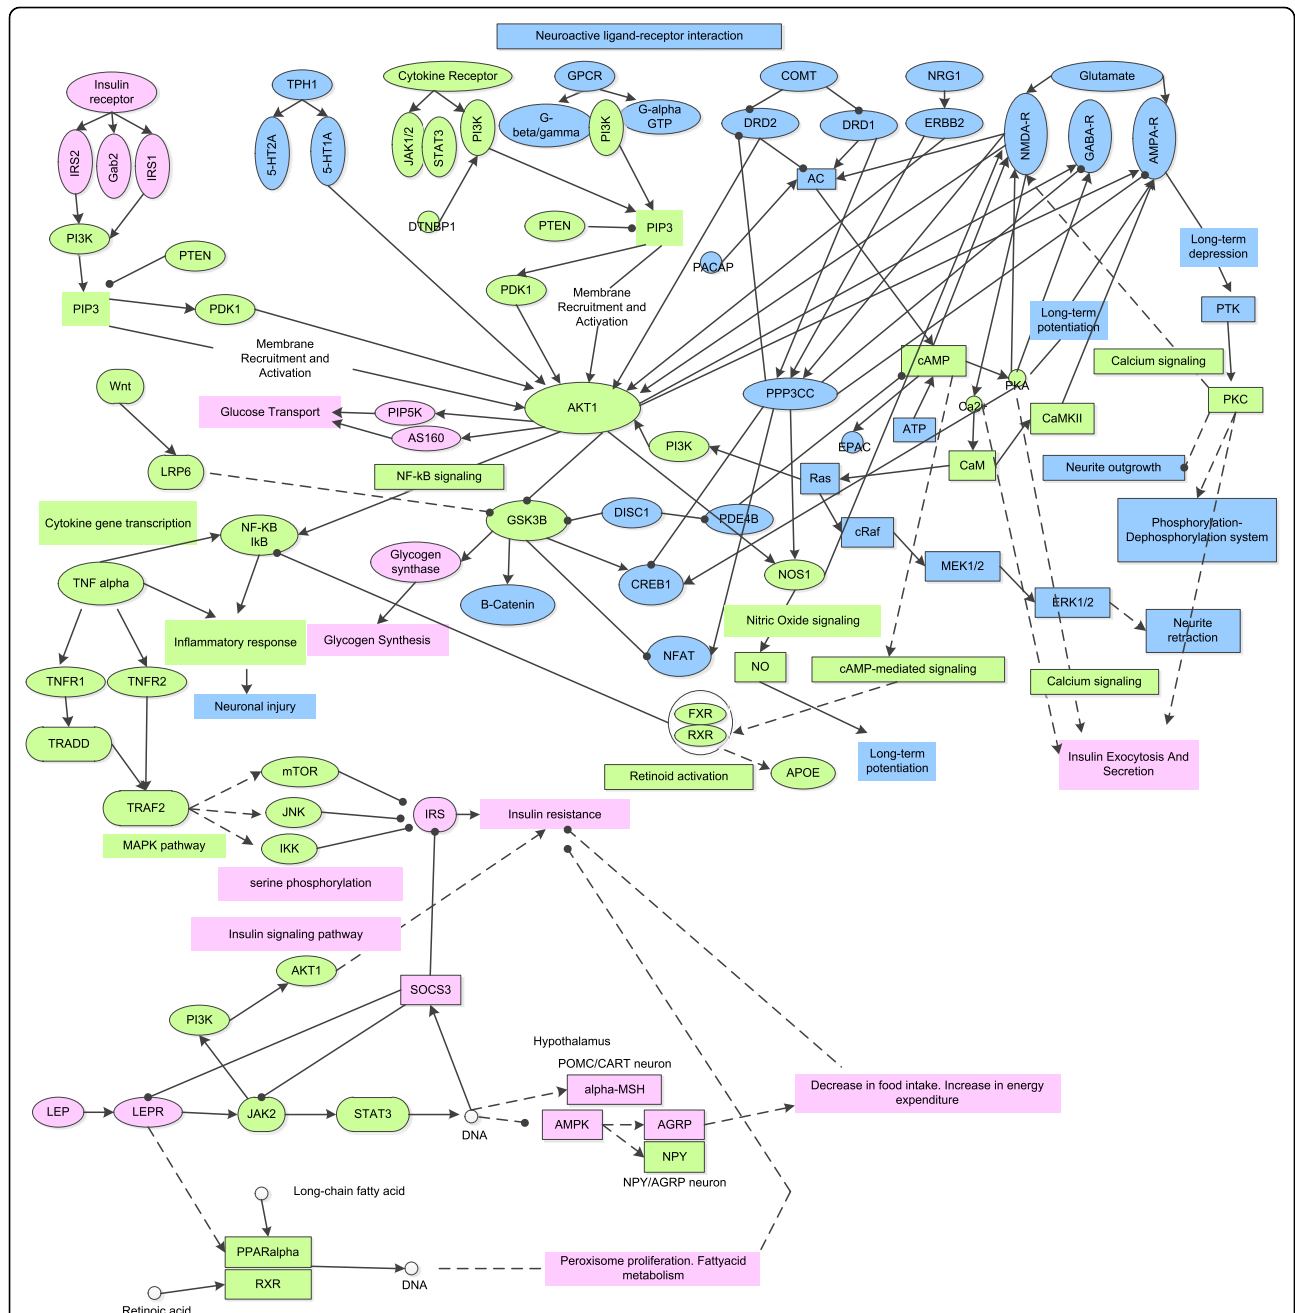 Neuroactive ligand-receptor interaction
Insulin
receptor
TPH1
Cytokine Receptor
GPCR
COMT
NRG1
Glutamate
IRS2
Gab2
IRS1
5-HT2A
5-HT1A
JAK1/2
STAT3
PI3K
G-
beta/gamma
PI3K
G-alpha
GTP
DRD2
DRD1
ERBB2
NMDA-R
GABA-R
AMPA-R
AC
DTNBP1
PI3K
PTEN
PTEN
PIP3
PACAP
Long-term
depression
PIP3
PDK1
PDK1
Membrane
Recruitment and
Activation
Long-term
potentiation
PTK
Membrane
Recruitment and
Activation
cAMP
Calcium signaling
Wnt
AKT1
PPP3CC
PKA
PKC
Glucose Transport
PIP5K
Ca2+
CaMKII
AS160
PI3K
EPAC
ATP
LRP6
NF-kB signaling
Ras
CaM
Neurite outgrowth
Cytokine gene transcription
NF-KB
IkB
GSK3B
DISC1
PDE4B
cRaf
Phosphorylation-
Dephosphorylation system
Glycogen
synthase
TNF alpha
CREB1
NOS1
MEK1/2
B-Catenin
ERK1/2
Inflammatory response
Glycogen Synthesis
Nitric Oxide signaling
Neurite
retraction
NFAT
NO
cAMP-mediated signaling
TNFR1
TNFR2
Calcium signaling
Neuronal injury
FXR
RXR
TRADD
Long-term
potentiation
Insulin Exocytosis And
Secretion
mTOR
Retinoid activation
APOE
TRAF2
JNK
IRS
Insulin resistance
MAPK pathway
IKK
serine phosphorylation
Insulin signaling pathway
AKT1
SOCS3
PI3K
Hypothalamus
POMC/CART neuron
alpha-MSH
Decrease in food intake. Increase in energy
expenditure
LEP
LEPR
JAK2
STAT3
DNA
AMPK
AGRP
NPY
NPY/AGRP neuron
Long-chain fatty acid
PPARalpha
RXR
DNA
Peroxisome proliferation. Fattyacid
metabolism
Retinoic acid